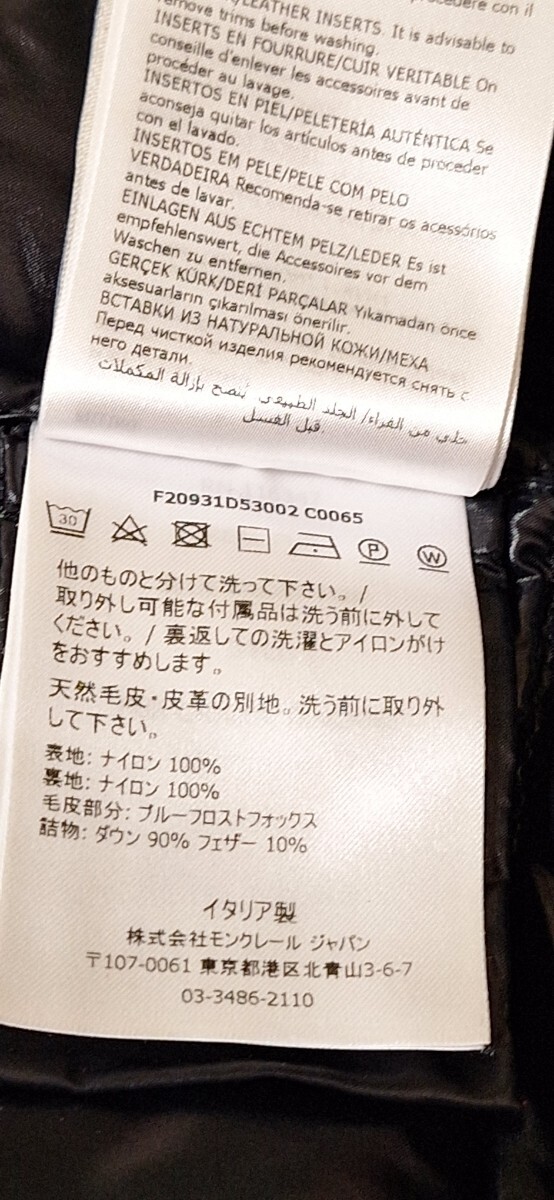 procedere con il
/LEATHER INSERTS. It is advisable to
remove trims before washing.
INSERTS EN FOURRURE/CUIR VERITABLE On
conseille d'enlever les accessoires avant de
procéder au lavage.
INSERTOS EN PIEL/PELETERÍA AUTÉNTICA Se
aconseja quitar los artículos antes de proceder
con el lavado.
INSERTOS EM PELE/PELE COM PELO
VERDADEIRA Recomenda-se retirar os acessórios
antes de lavar.
EINLAGEN AUS ECHTEM PELZ/LEDER Es ist
empfehlenswert, die Accessoires vor dem
Waschen zu entfernen.
GERÇEK KÜRK/DERİ PARÇALAR Yıkamadan önce
aksesuarların çıkarılması önerilir.
ВСТАВКИ ИЗ НАТУРАЛЬНОЙ КОЖИ/МЕХА
Перед чисткой изделия рекомендуется снять с
него детали.
حلي من الفراء/ الجلد الطبيعي ينصح بإزالة المكملات
قبل الغسل.
F20931D53002 C0065
30 P W
他のものと分けて洗って下さい。/
取り外し可能な付属品は洗う前に外して
ください。/ 裏返しての洗濯とアイロンがけ
をおすすめします。
天然毛皮・皮革の別地。洗う前に取り外
して下さい。
表地: ナイロン 100%
裏地: ナイロン 100%
毛皮部分: ブルーフロストフォックス
詰物: ダウン 90% フェザー 10%
イタリア製
株式会社モンクレール ジャパン
〒107-0061 東京都港区北青山3-6-7
03-3486-2110